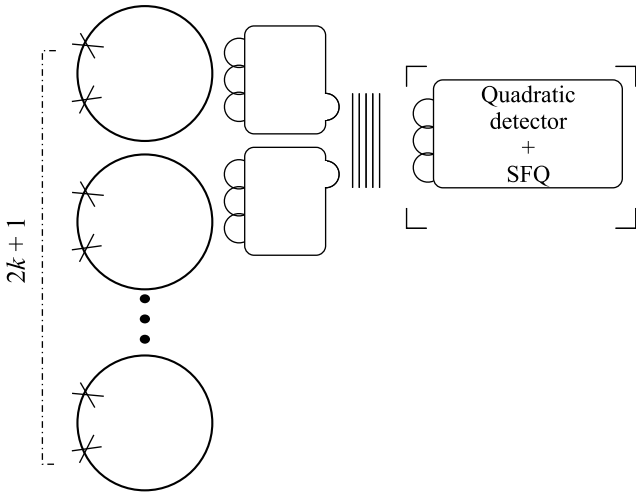 2k + 1
Quadratic
detector
+
SFQ